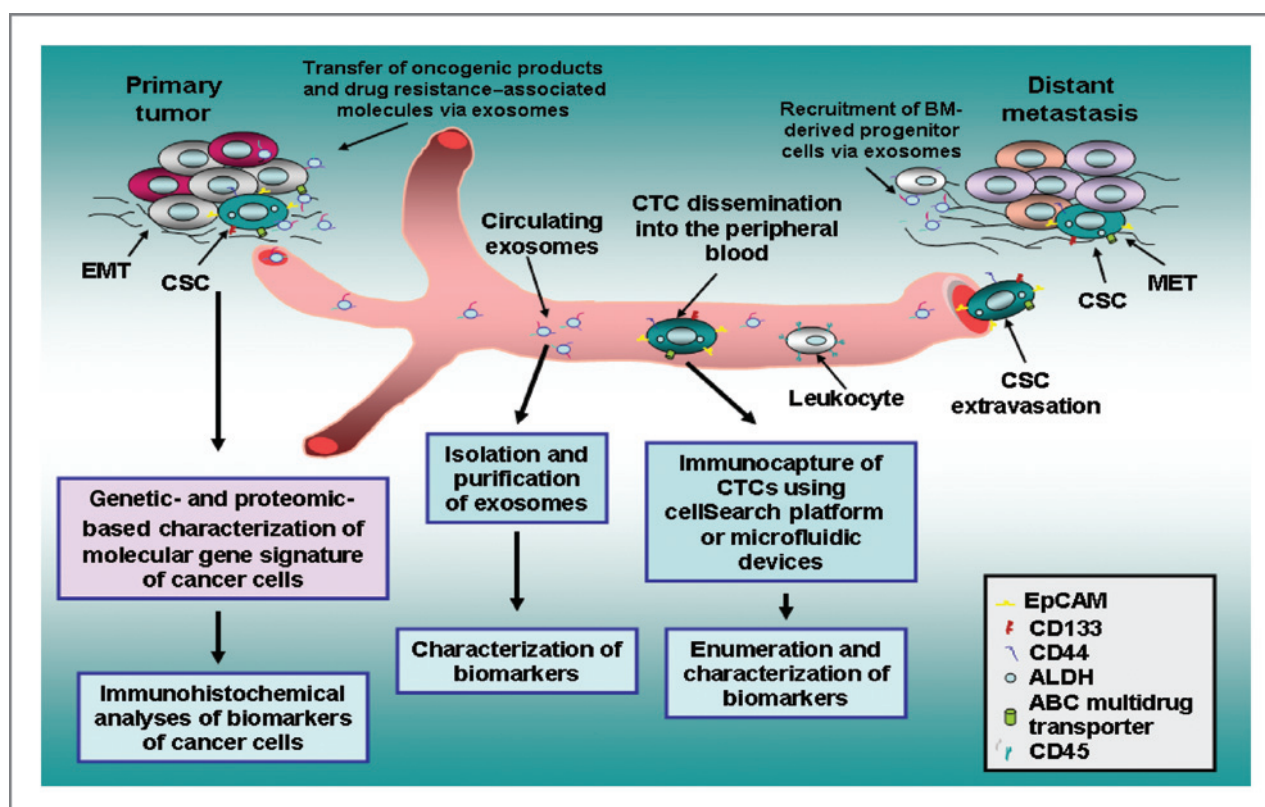 Primary
tumor
Transfer of oncogenic products
and drug resistance–associated
molecules via exosomes
Recruitment of BM-
derived progenitor
cells via exosomes
Distant
metastasis
EMT
CSC
Circulating
exosomes
CTC dissemination
into the peripheral
blood
Leukocyte
CSC
extravasation
CSC
MET
Genetic- and proteomic-
based characterization of
molecular gene signature
of cancer cells
Immunohistochemical
analyses of biomarkers
of cancer cells
Isolation and
purification
of exosomes
Characterization of
biomarkers
Immunocapture of
CTCs using
cellSearch platform
or microfluidic
devices
Enumeration and
characterization of
biomarkers
EpCAM
CD133
CD44
ALDH
ABC multidrug
transporter
CD45